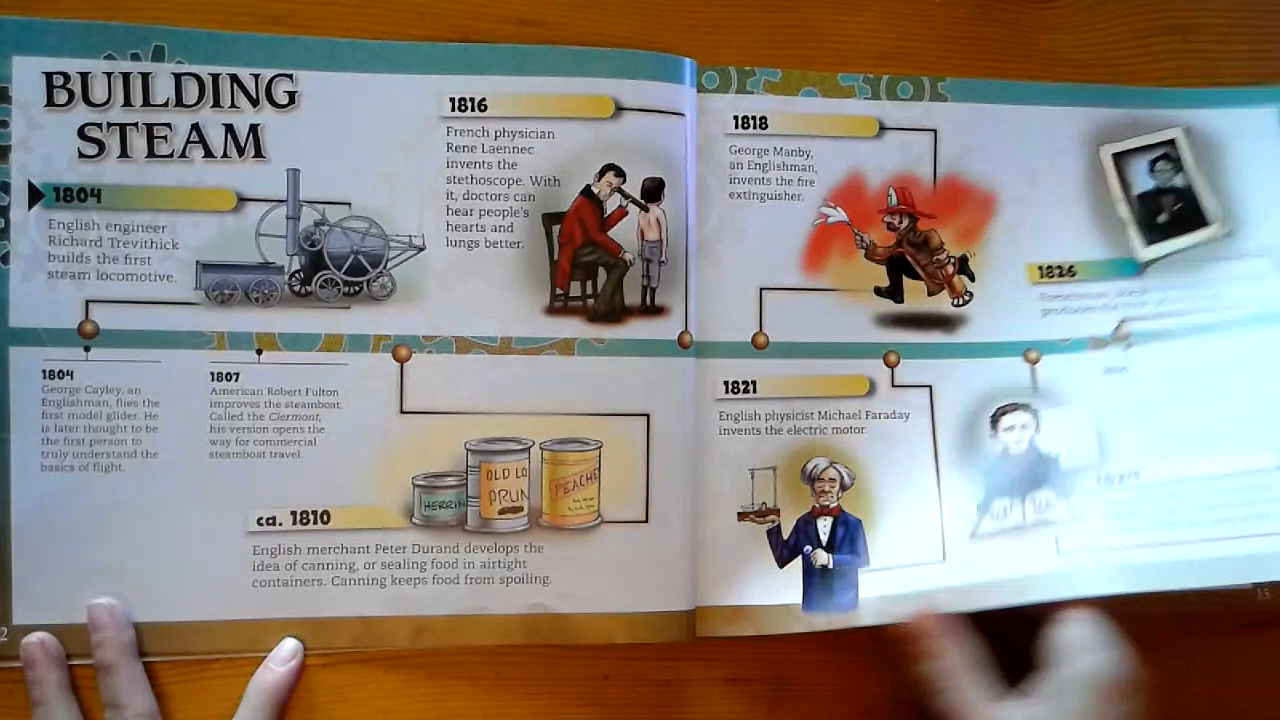 BUILDING
STEAM
1804
English engineer
Richard Trevithick
builds the first
steam locomotive.
1816
French physician
Rene Laennec
invents the
stethoscope. With
it, doctors can
hear people's
hearts and
lungs better.
1804
George Cayley, an
Englishman, flies the
first model glider. He
is later thought to be
the first person to
truly understand the
basics of flight.
1807
American Robert Fulton
improves the steamboat.
Called the Clermont,
his version opens the
way for commercial
steamboat travel.
HERRIN
OLD LO
PRUN
PEACHE
ca. 1810
English merchant Peter Durand develops the
idea of canning, or sealing food in airtight
containers. Canning keeps food from spoiling.
1818
George Manby,
an Englishman,
invents the fire
extinguisher.
1826
1821
English physicist Michael Faraday
invents the electric motor.
2